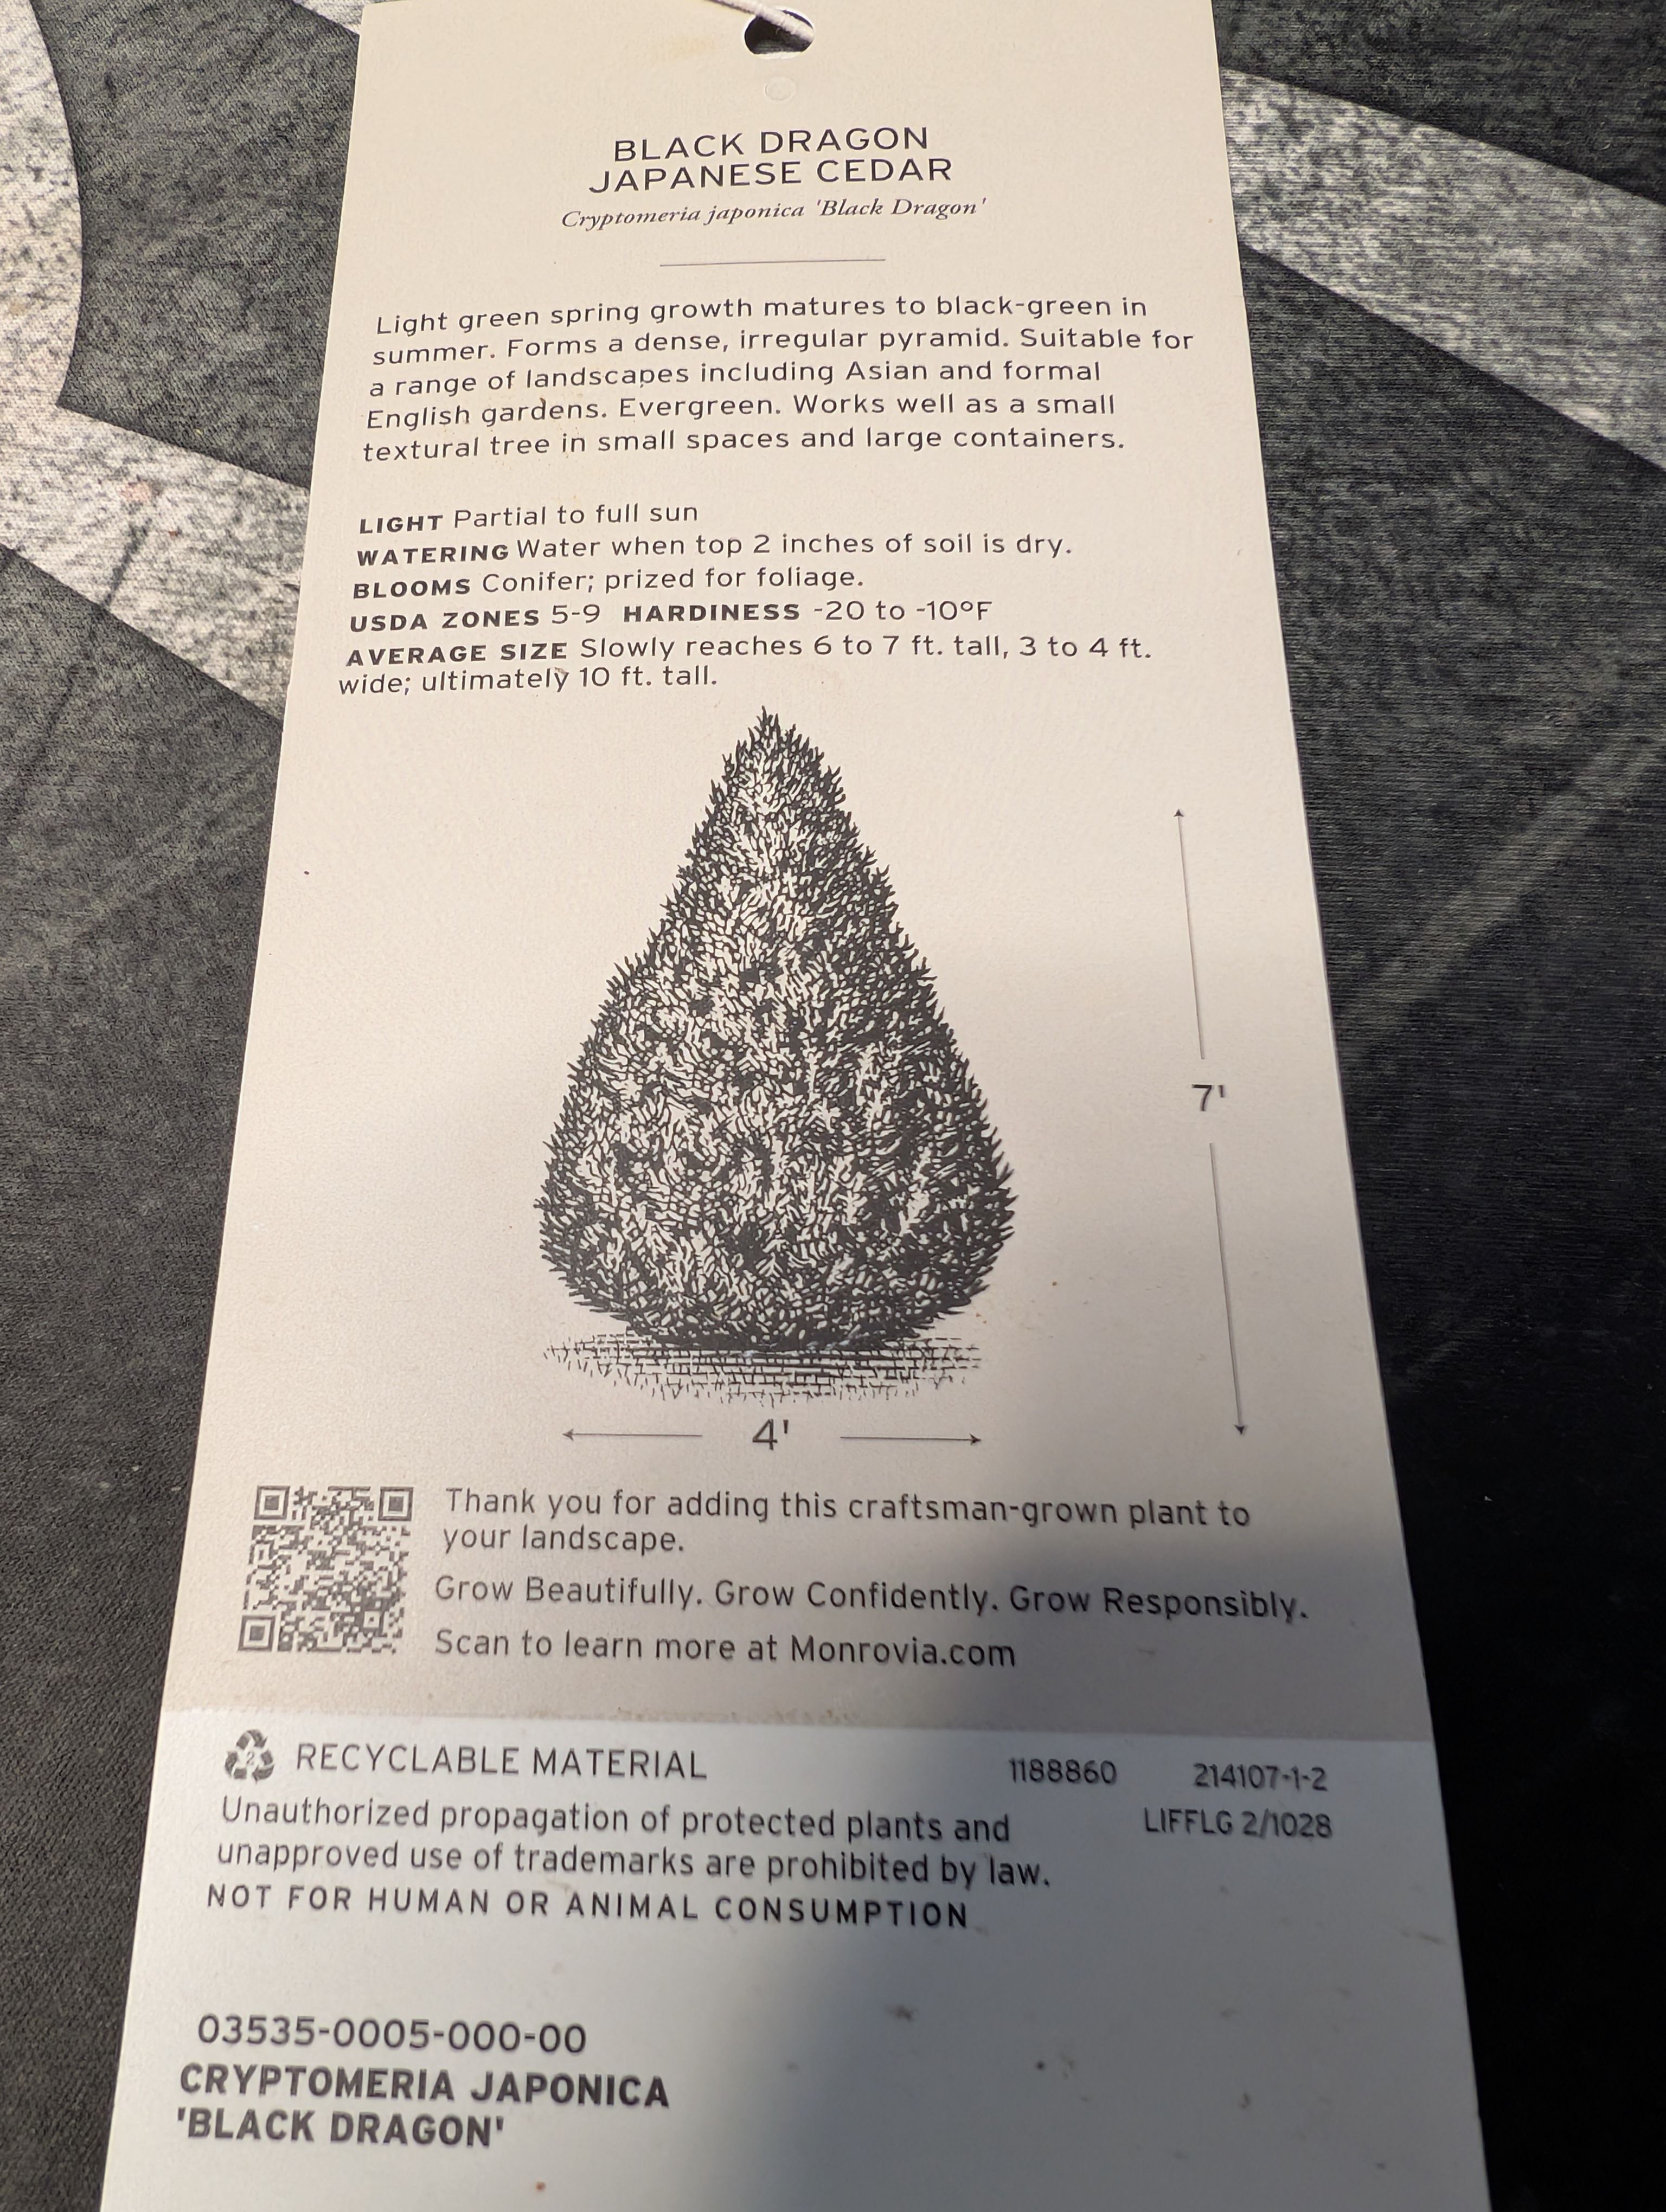 BLACK DRAGON
JAPANESE CEDAR
Cryptomeria japonica 'Black Dragon'
Light green spring growth matures to black-green in
summer. Forms a dense, irregular pyramid. Suitable for
a range of landscapes including Asian and formal
English gardens. Evergreen. Works well as a small
textural tree in small spaces and large containers.
LIGHT Partial to full sun
WATERING Water when top 2 inches of soil is dry.
BLOOMS Conifer; prized for foliage.
USDA ZONES 5-9 HARDINESS -20 to -10°F
AVERAGE SIZE Slowly reaches 6 to 7 ft. tall, 3 to 4 ft.
wide; ultimately 10 ft. tall.
7'
4'
Thank you for adding this craftsman-grown plant to
your landscape.
Grow Beautifully. Grow Confidently. Grow Responsibly.
Scan to learn more at Monrovia.com
2 RECYCLABLE MATERIAL 1188860 214107-1-2
Unauthorized propagation of protected plants and LIFFLG 2/1028
unapproved use of trademarks are prohibited by law.
NOT FOR HUMAN OR ANIMAL CONSUMPTION
03535-0005-000-00
CRYPTOMERIA JAPONICA
'BLACK DRAGON'